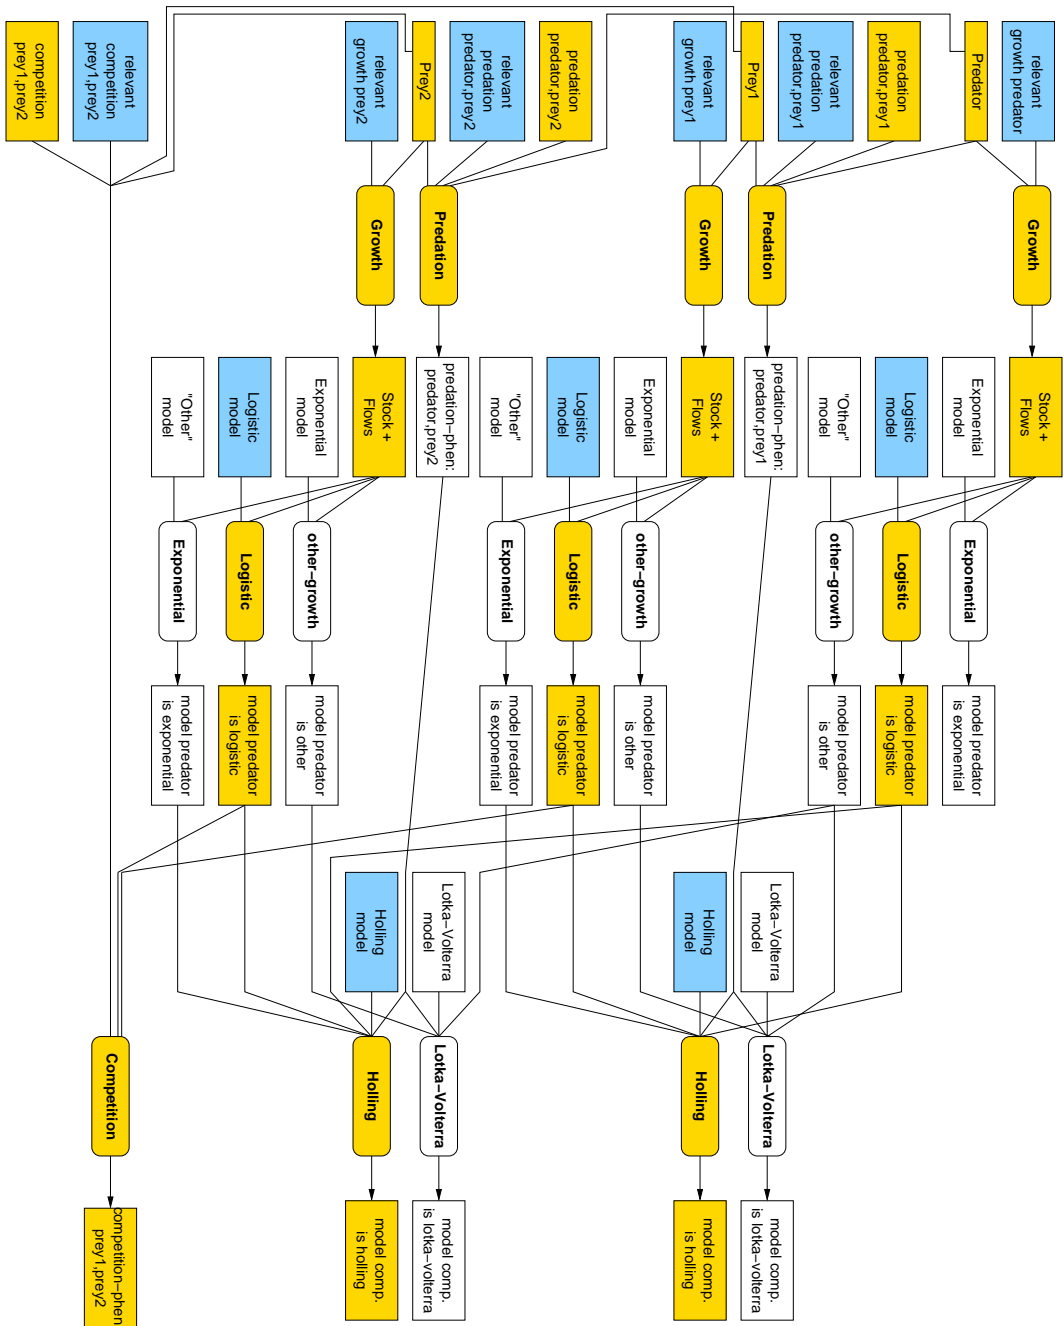 relevant
growth predator
Predator
predation
predator,prey1
relevant
predation
predator,prey1
Prey1
relevant
growth prey1
predation
predator,prey2
relevant
predation
predator,prey2
Prey2
relevant
growth prey2
relevant
competition
prey1,prey2
competition
prey1,prey2
Growth
Predation
Growth
Predation
Growth
Stock +
Flows
Exponential
model
Logistic
model
"Other"
model
predation−phen:
predator,prey1
Stock +
Flows
Exponential
model
Logistic
model
"Other"
model
predation−phen:
predator,prey2
Stock +
Flows
Exponential
model
Logistic
model
"Other"
model
Exponential
Logistic
other−growth
other−growth
Logistic
Exponential
other−growth
Logistic
Exponential
model predator
is exponential
model predator
is logistic
model predator
is other
model predator
is other
model predator
is logistic
model predator
is exponential
model predator
is other
model predator
is logistic
model predator
is exponential
Lotka−Volterra
model
Holling
model
Lotka−Volterra
model
Holling
model
Lotka−Volterra
Holling
Lotka−Volterra
Holling
Competition
model comp.
is lotka−volterra
model comp.
is holling
model comp.
is lotka−volterra
model comp.
is holling
competition−phen
prey1,prey2